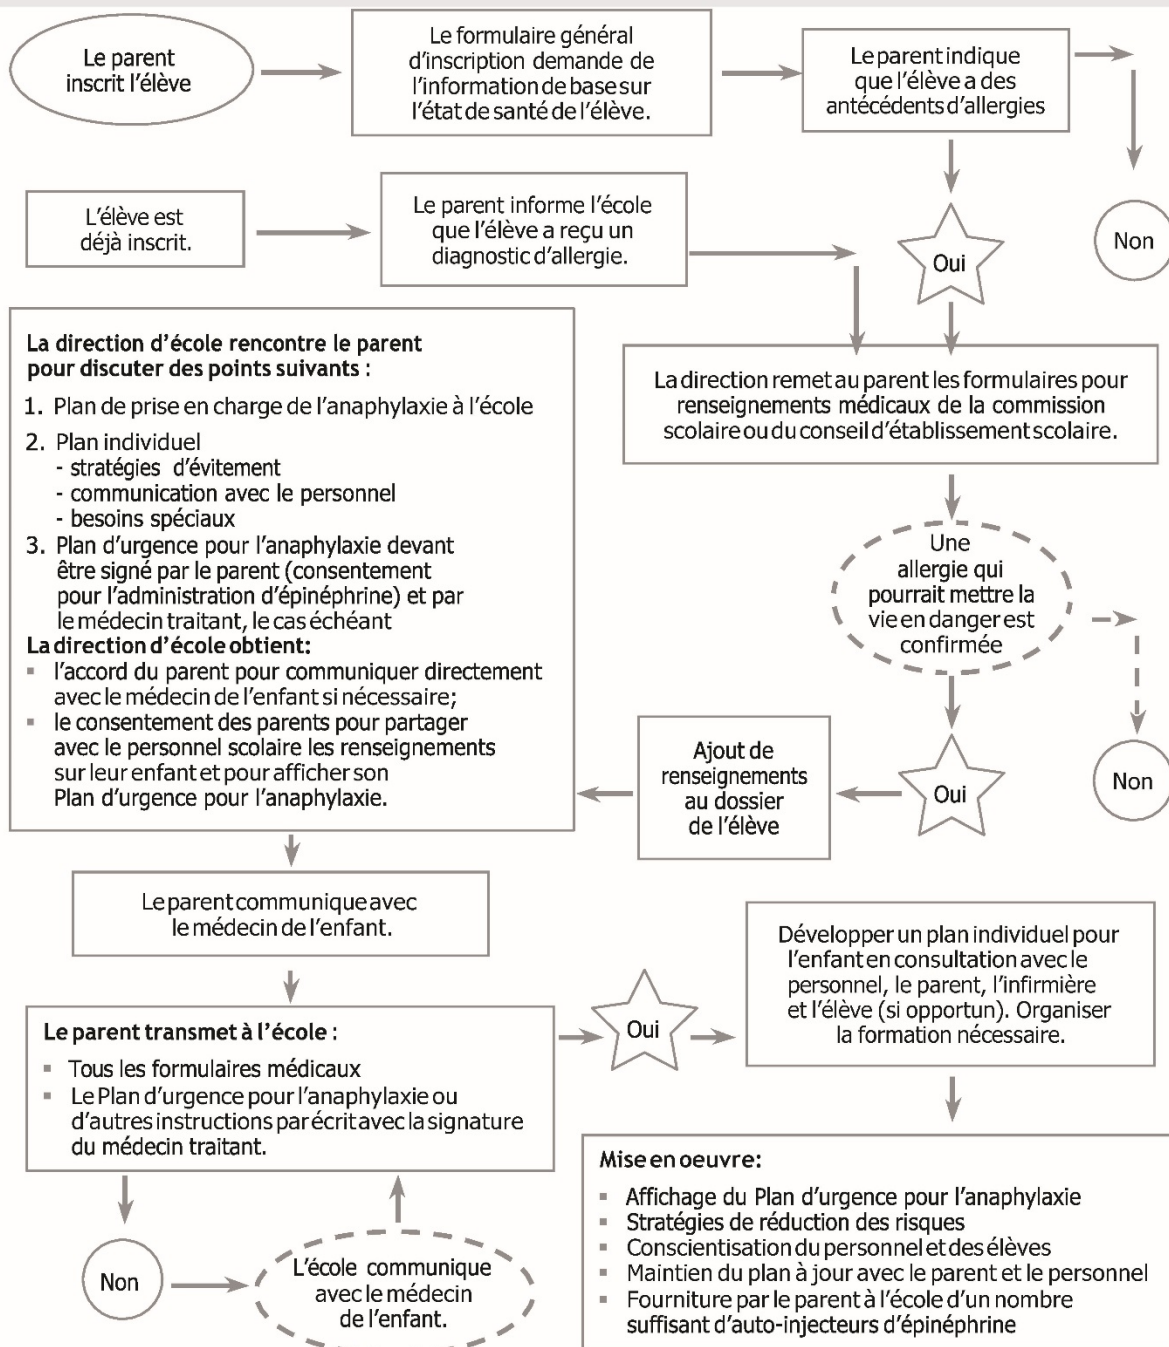 Le parent
inscrit l'élève
Le formulaire général
d'inscription demande de
l'information de base sur
l'état de santé de l'élève.
Le parent indique
que l'élève a des
antécédents d'allergies
Non
Oui
L'élève est
déjà inscrit.
Le parent informe l'école
que l'élève a reçu un
diagnostic d'allergie.
La direction remet au parent les formulaires pour
renseignements médicaux de la commission
scolaire ou du conseil d'établissement scolaire.
Une
allergie qui
pourrait mettre la
vie en danger est
confirmée
Non
Oui
Ajout de
renseignements
au dossier
de l'élève
La direction d'école rencontre le parent
pour discuter des points suivants :
1. Plan de prise en charge de l'anaphylaxie à l'école
2. Plan individuel
- stratégies d'évitement
- communication avec le personnel
- besoins spéciaux
3. Plan d'urgence pour l'anaphylaxie devant
être signé par le parent (consentement
pour l'administration d'épinéphrine) et par
le médecin traitant, le cas échéant
La direction d'école obtient:
▪ l'accord du parent pour communiquer directement
avec le médecin de l'enfant si nécessaire;
▪ le consentement des parents pour partager
avec le personnel scolaire les renseignements
sur leur enfant et pour afficher son
Plan d'urgence pour l'anaphylaxie.
Le parent communique avec
le médecin de l'enfant.
Le parent transmet à l'école :
▪ Tous les formulaires médicaux
▪ Le Plan d'urgence pour l'anaphylaxie ou
d'autres instructions par écrit avec la signature
du médecin traitant.
Non
L'école communique
avec le médecin
de l'enfant.
Oui
Développer un plan individuel pour
l'enfant en consultation avec le
personnel, le parent, l'infirmière
et l'élève (si opportun). Organiser
la formation nécessaire.
Mise en oeuvre:
▪ Affichage du Plan d'urgence pour l'anaphylaxie
▪ Stratégies de réduction des risques
▪ Conscientisation du personnel et des élèves
▪ Maintien du plan à jour avec le parent et le personnel
▪ Fourniture par le parent à l'école d'un nombre
suffisant d'auto-injecteurs d'épinéphrine